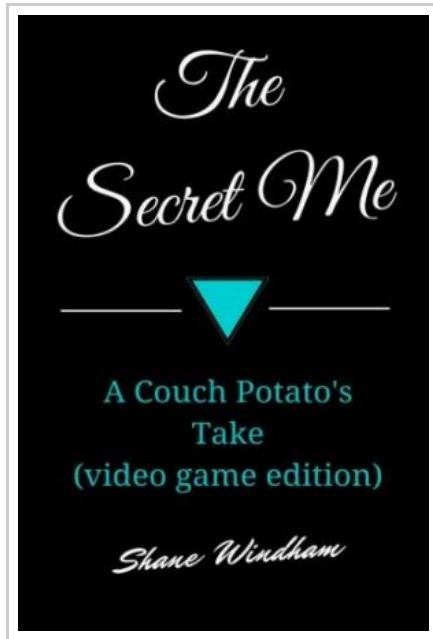 The
Secret Me
A Couch Potato's
Take
(video game edition)
Shane Windham